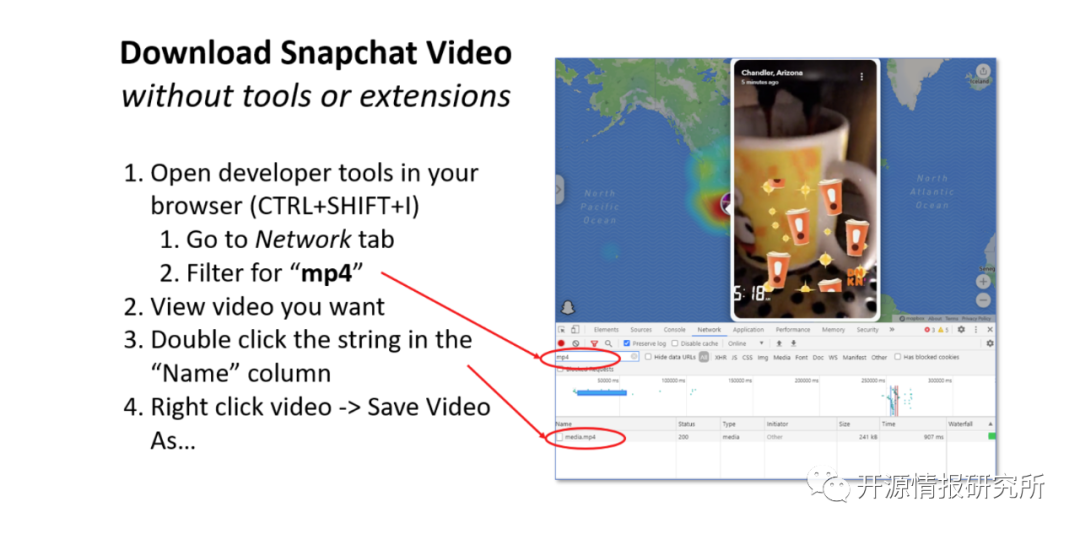 Download Snapchat Video
without tools or extensions
1. Open developer tools in your
browser (CTRL+SHIFT+I)
1. Go to Network tab
2. Filter for “mp4”
2. View video you want
3. Double click the string in the
“Name” column
4. Right click video -> Save Video
As...
Chandler, Arizona
5 minutes ago
North
Pacific
Ocean
North
Atlantic
Ocean
5:18
DN
KN'
Elements Sources Console Network Application Performance Memory Security
Preserve log Disable cache Online
mp4 Hide data URLs All XHR JS CSS Img Media Font Doc WS Manifest Other Has blocked cookies
Blocked Requests
50000 ms 100000 ms 150000 ms 200000 ms 250000 ms 300000 ms
Name Status Type Initiator Size Time Waterfall
media.mp4 200 media Other 241 kB 907 ms
开源情报研究所